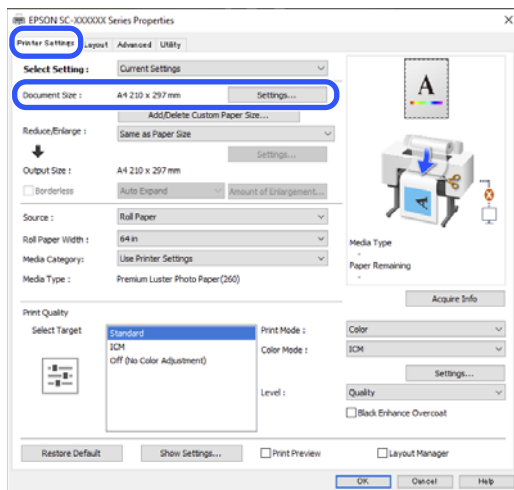 EPSON SC-XXXXXX Series Properties
Printer Settings Layout Advanced Utility
Select Setting : Current Settings
Document Size : A4 210 x 297 mm Settings...
Add/Delete Custom Paper Size...
Reduce/Enlarge : Same as Paper Size
Settings...
Output Size : A4 210 x 297 mm
Borderless Auto Expand Amount of Enlargement...
Source : Roll Paper
Roll Paper Width : 64 in
Media Category: Use Printer Settings
Media Type : Premium Luster Photo Paper(260)
A
A
Media Type
-
Paper Remaining
-
Acquire Info
Print Quality
Select Target
Standard
ICM
Off (No Color Adjustment)
Print Mode : Color
Color Mode : ICM
Settings...
Level : Quality
Black Enhance Overcoat
Restore Default Show Settings... Print Preview Layout Manager
OK Cancel Help